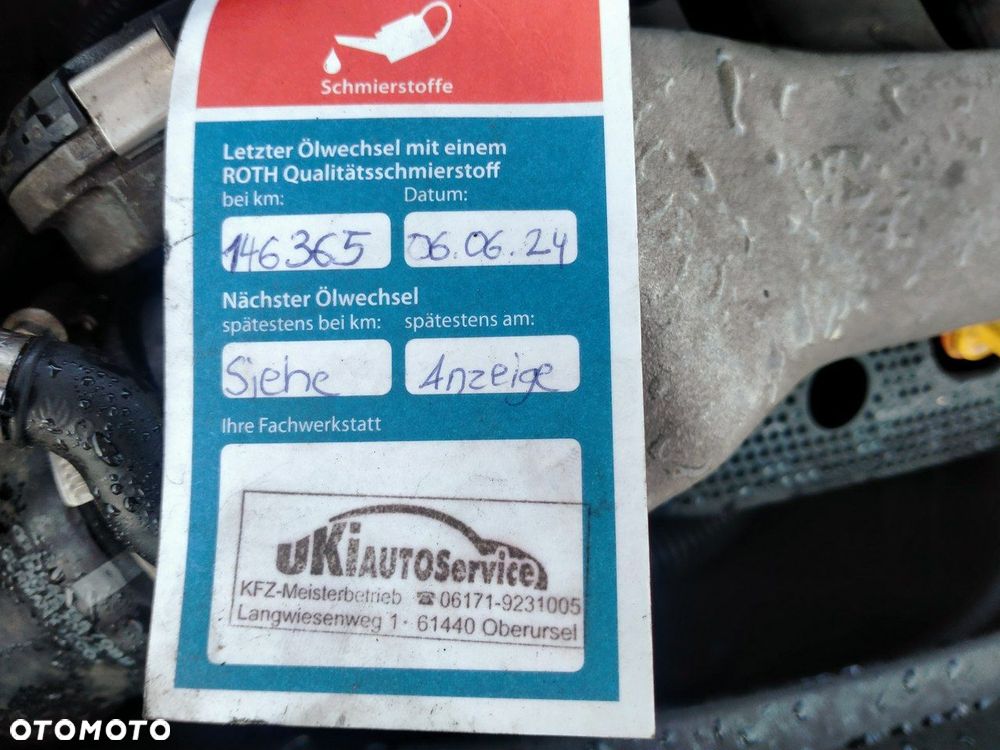 Schmierstoffe
Letzter Ölwechsel mit einem
ROTH Qualitätsschmierstoff
bei km: Datum:
146365 06.06.24
Nächster Ölwechsel
spätestens bei km: spätestens am:
Siehe Anzeige
Ihre Fachwerkstatt
uKi AUTOService
KFZ-Meisterbetrieb ☎ 06171-9231005
Langwiesenweg 1 · 61440 Oberursel
OTOMOTO